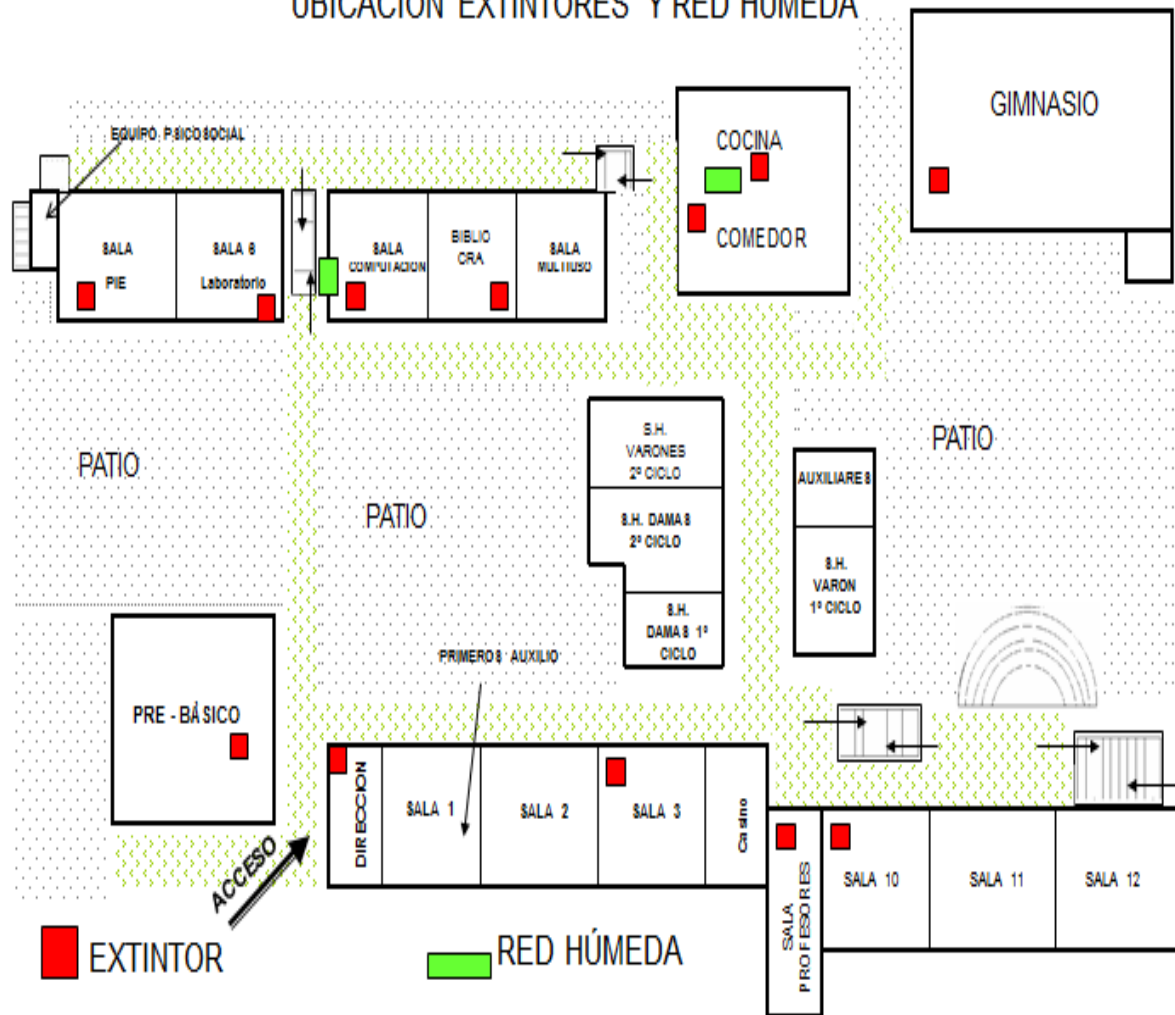 UBICACIÓN EXTINTORES Y RED HÚMEDA
GIMNASIO
EQUIPO PSICOSOCIAL
COCINA
COMEDOR
SALA
PIE
SALA 6
Laboratorio
SALA
COMPUTACION
BIBLIO
CRA
SALA
MULTIUSO
PATIO
PATIO
PATIO
S.H.
VARONES
2º CICLO
S.H. DAMAS
2º CICLO
S.H.
DAMAS 1º
CICLO
AUXILIARES
S.H.
VARON
1º CICLO
PRIMEROS AUXILIO
PRE - BÁSICO
DIRECCION
SALA 1
SALA 2
SALA 3
Casino
SALA
PROFESORES
SALA 10
SALA 11
SALA 12
ACCESO
EXTINTOR
RED HÚMEDA